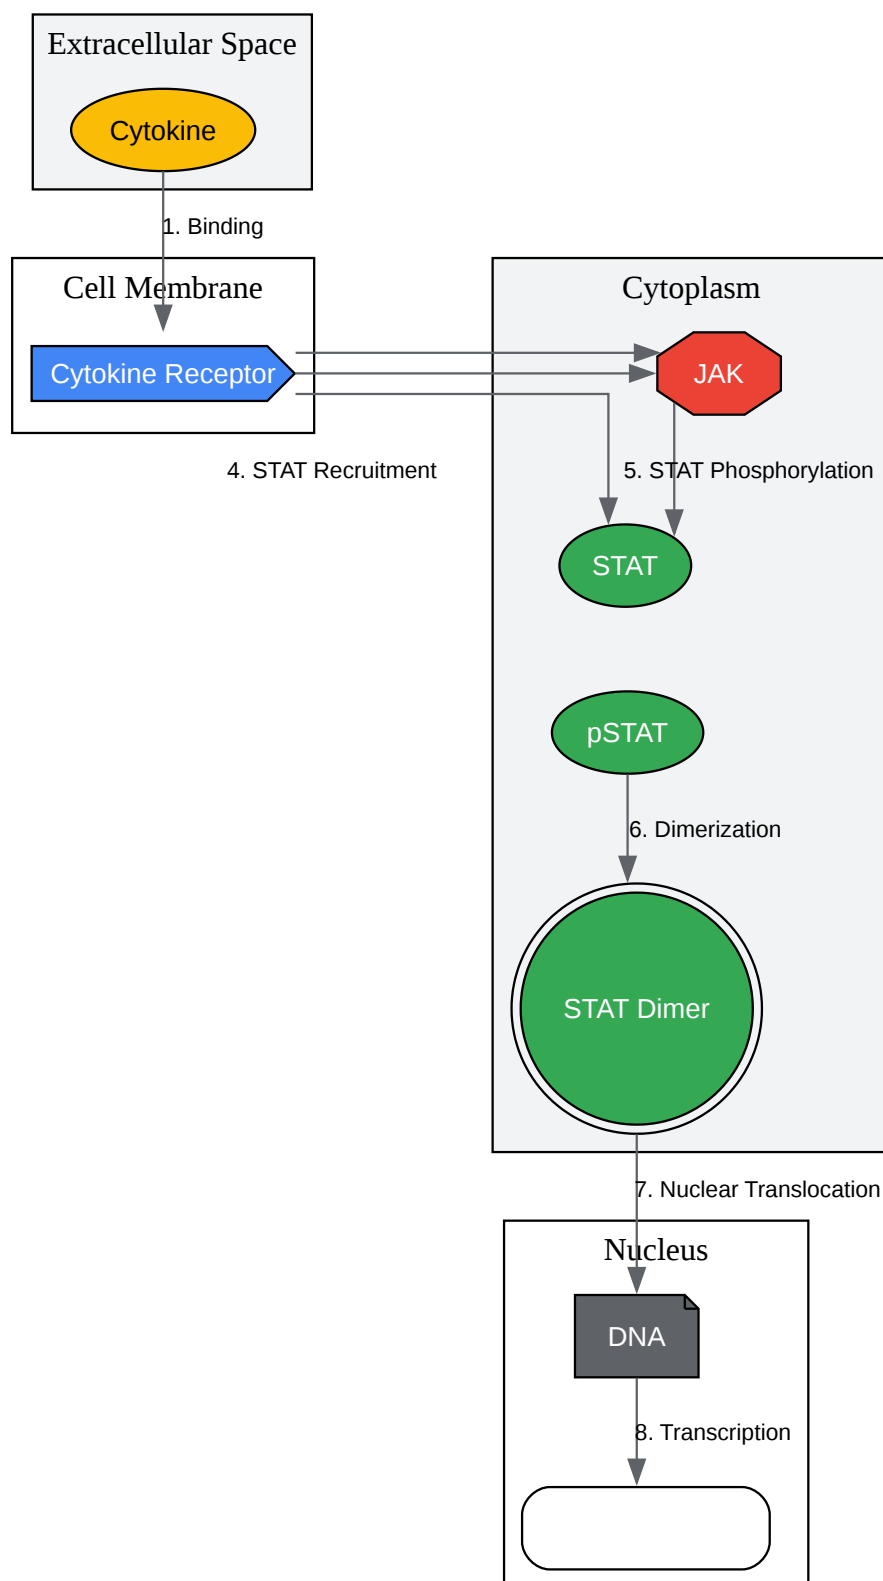 Extracellular Space
Cytokine
1. Binding
Cell Membrane
Cytokine Receptor
Cytoplasm
JAK
4. STAT Recruitment
5. STAT Phosphorylation
STAT
pSTAT
6. Dimerization
STAT Dimer
7. Nuclear Translocation
Nucleus
DNA
8. Transcription